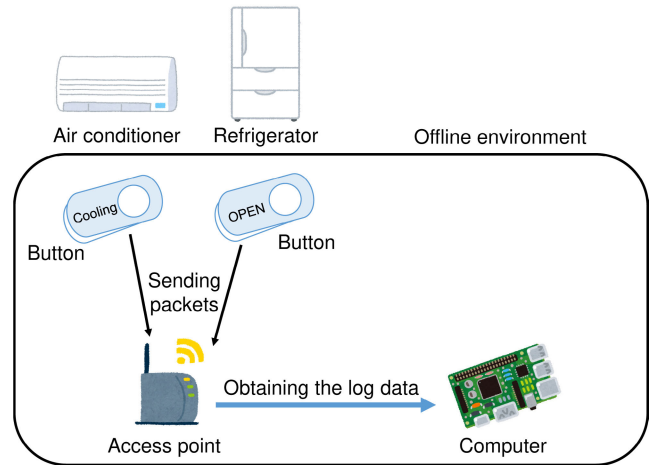 Air conditioner
Refrigerator
Offline environment
Cooling
OPEN
Button
Button
Sending
packets
Obtaining the log data
Access point
Computer